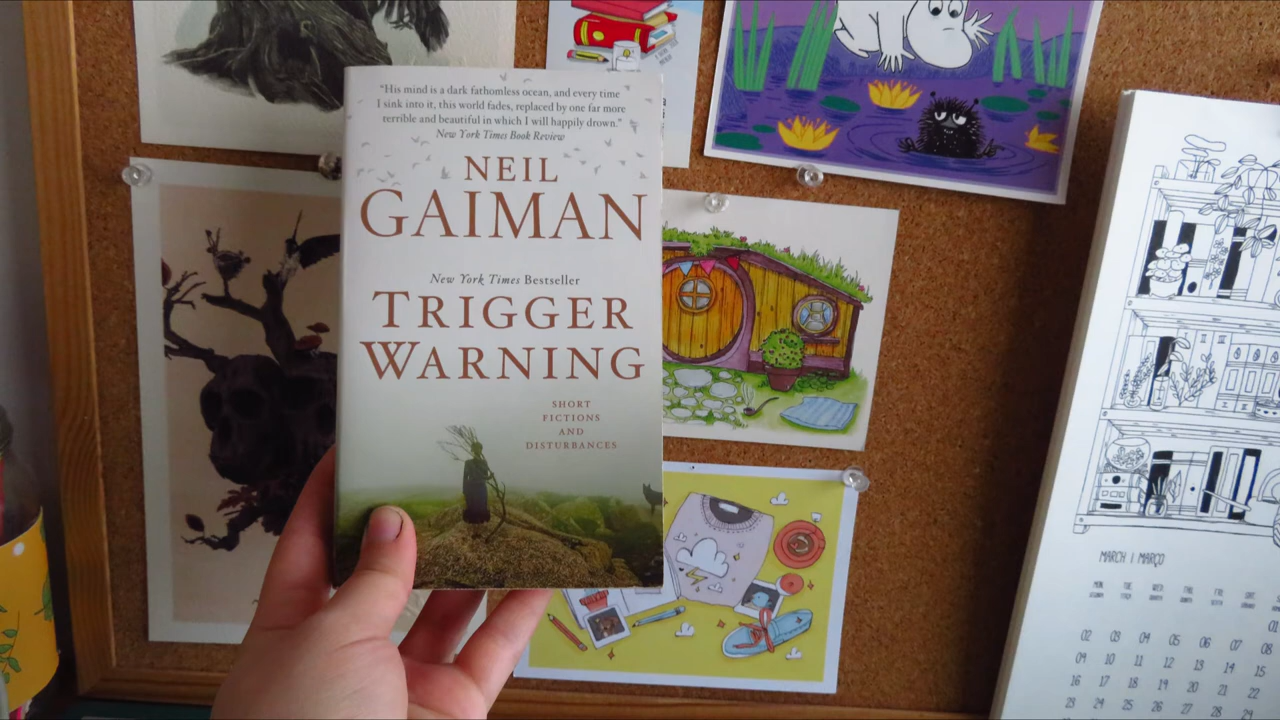 “His mind is a dark fathomless ocean, and every time
I sink into it, this world fades, replaced by one far more
terrible and beautiful in which I will happily drown.”
New York Times Book Review
NEIL
GAIMAN
New York Times Bestseller
TRIGGER
WARNING
SHORT
FICTIONS
AND
DISTURBANCES
MARCH | MARÇO
01
02 03 04 05 06 07 08
09 10 11 12 13 14 15
16 17 18 19 20 21 22
23 24 25 26 27 28 29